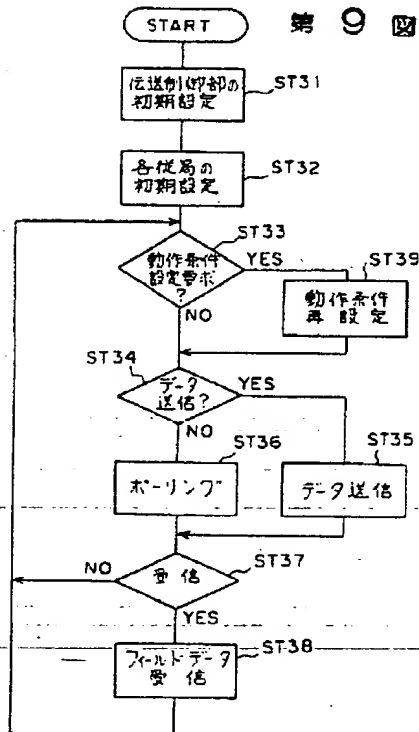 START
第9図
伝送制御部の
初期設定
ST31
各従局の
初期設定
ST32
ST33
動作条件
設定要求
?
YES
NO
ST39
動作条件
再設定
ST34
データ
送信?
YES
NO
ST36
ポーリング
ST35
データ送信
ST37
受信
NO
YES
ST38
フィールドデータ
受信